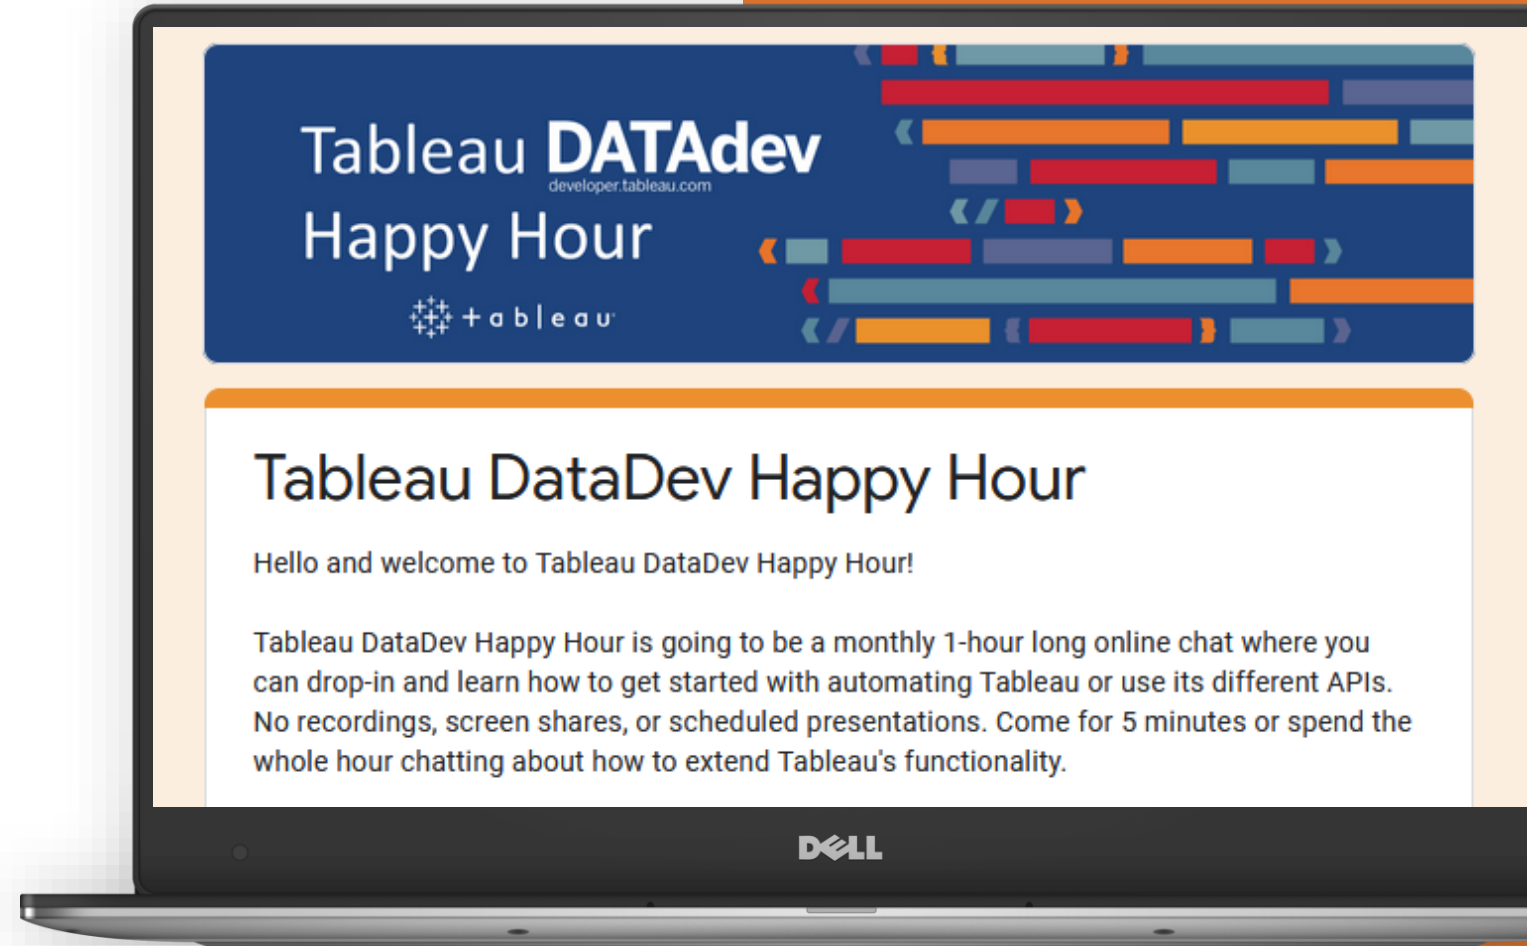 Tableau DATAdev
developer.tableau.com
Happy Hour
+ a b | e a u
Tableau DataDev Happy Hour
Hello and welcome to Tableau DataDev Happy Hour!
Tableau DataDev Happy Hour is going to be a monthly 1-hour long online chat where you
can drop-in and learn how to get started with automating Tableau or use its different APIs.
No recordings, screen shares, or scheduled presentations. Come for 5 minutes or spend the
whole hour chatting about how to extend Tableau's functionality.
DELL